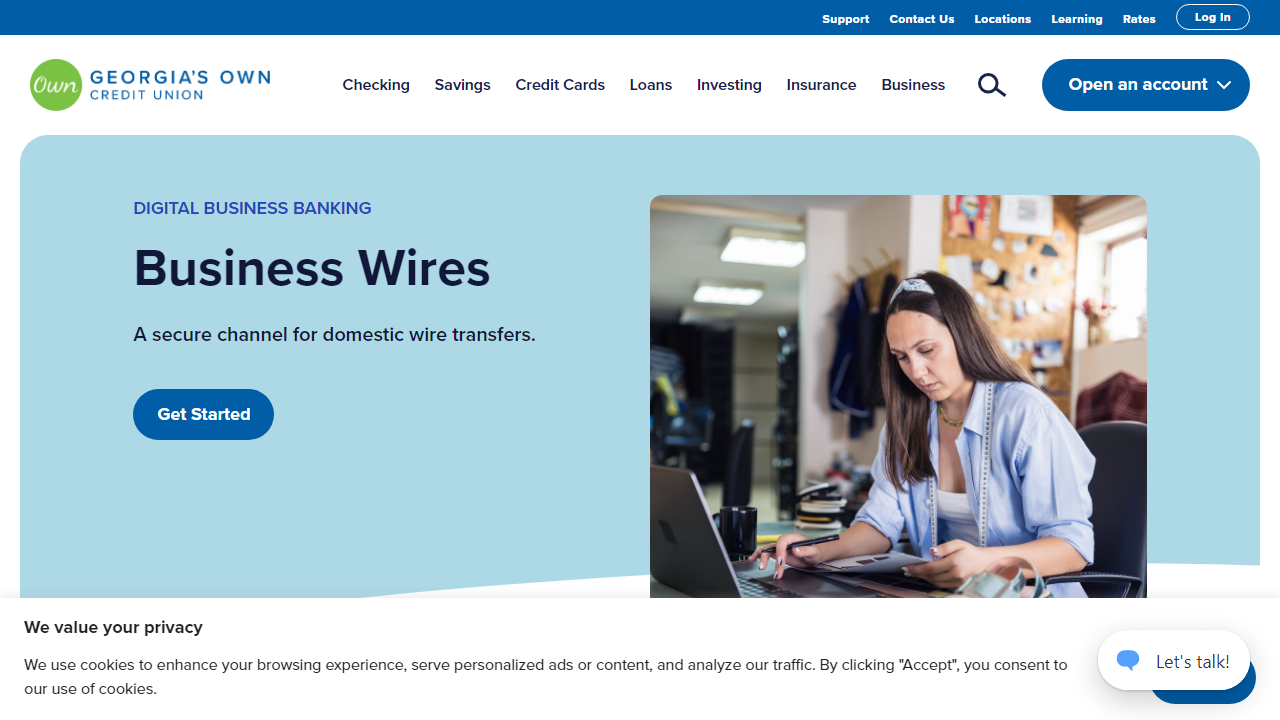 Support Contact Us Locations Learning Rates Log In
Own GEORGIA'S OWN
CREDIT UNION
Checking Savings Credit Cards Loans Investing Insurance Business Open an account
DIGITAL BUSINESS BANKING
Business Wires
A secure channel for domestic wire transfers.
Get Started
We value your privacy
We use cookies to enhance your browsing experience, serve personalized ads or content, and analyze our traffic. By clicking "Accept", you consent to
our use of cookies.
Let's talk!